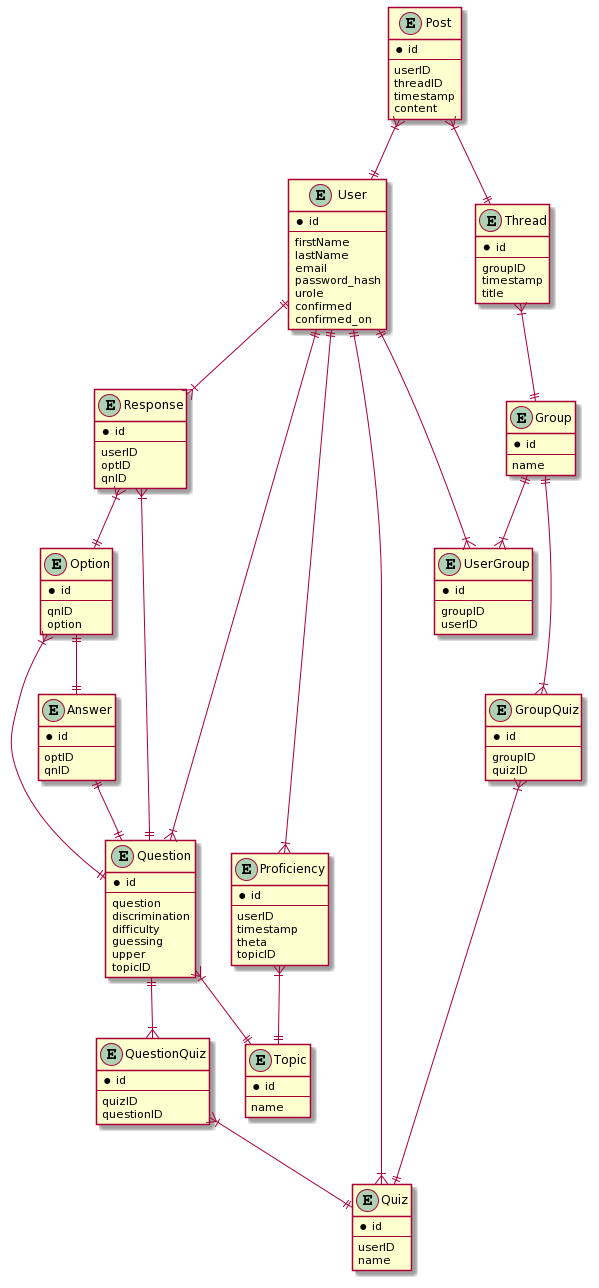 E Post
id
userID
threadID
timestamp
content
E User
id
firstName
lastName
email
password_hash
urole
confirmed
confirmed_on
E Thread
id
groupID
timestamp
title
E Response
id
userID
optID
qnID
E Group
id
name
E Option
id
qnID
option
E UserGroup
id
groupID
userID
E Answer
id
optID
qnID
E GroupQuiz
id
groupID
quizID
E Question
id
question
discrimination
difficulty
guessing
upper
topicID
E Proficiency
id
userID
timestamp
theta
topicID
E QuestionQuiz
id
quizID
questionID
E Topic
id
name
E Quiz
id
userID
name